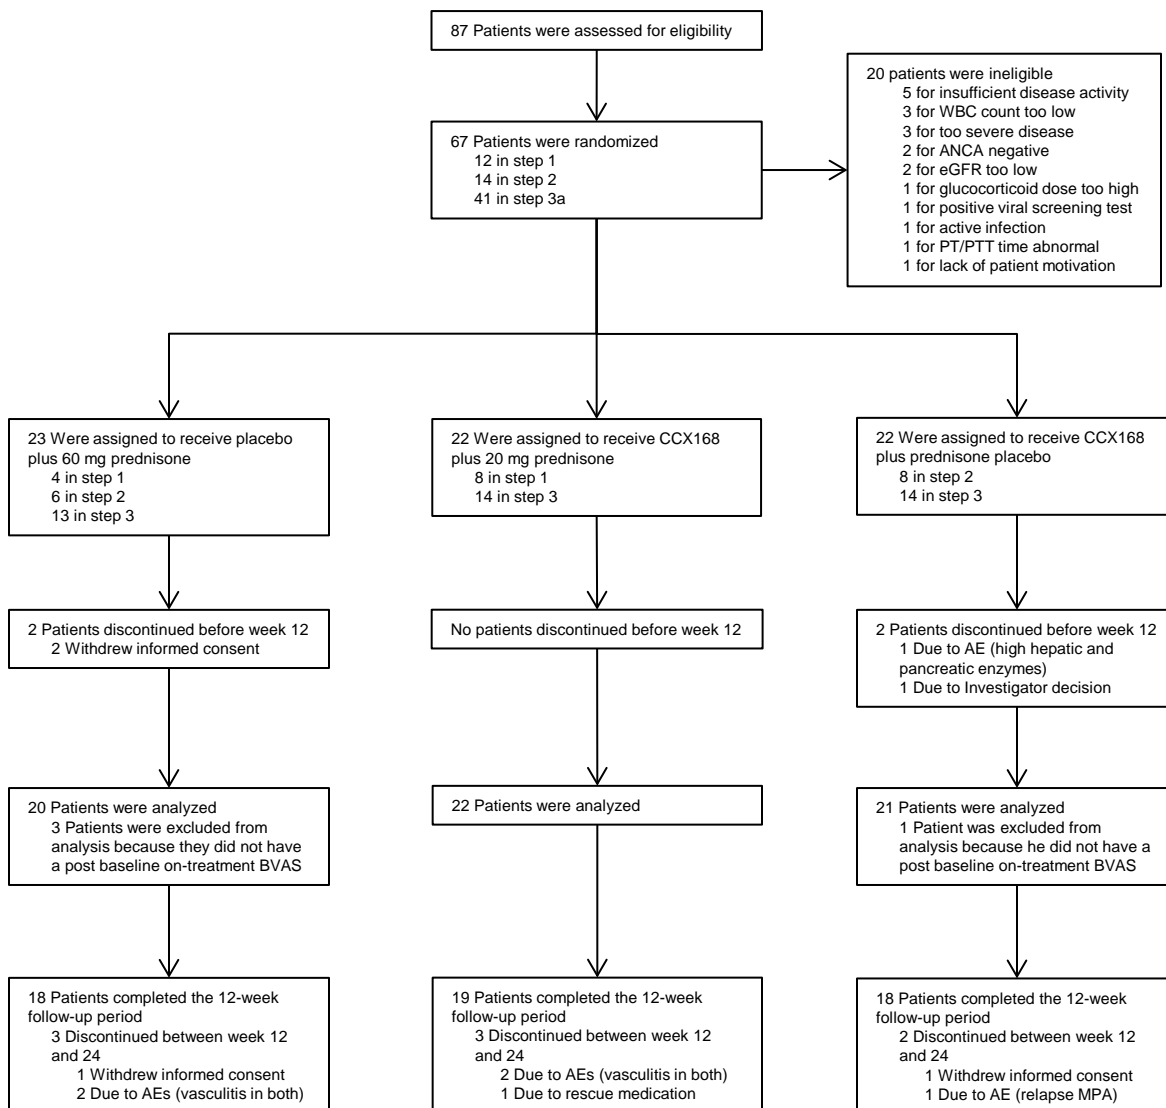 87 Patients were assessed for eligibility
20 patients were ineligible
5 for insufficient disease activity
3 for WBC count too low
3 for too severe disease
2 for ANCA negative
2 for eGFR too low
1 for glucocorticoid dose too high
1 for positive viral screening test
1 for active infection
1 for PT/PTT time abnormal
1 for lack of patient motivation
67 Patients were randomized
12 in step 1
14 in step 2
41 in step 3a
23 Were assigned to receive placebo
plus 60 mg prednisone
4 in step 1
6 in step 2
13 in step 3
22 Were assigned to receive CCX168
plus 20 mg prednisone
8 in step 1
14 in step 3
22 Were assigned to receive CCX168
plus prednisone placebo
8 in step 2
14 in step 3
2 Patients discontinued before week 12
2 Withdrew informed consent
No patients discontinued before week 12
2 Patients discontinued before week 12
1 Due to AE (high hepatic and
pancreatic enzymes)
1 Due to Investigator decision
20 Patients were analyzed
3 Patients were excluded from
analysis because they did not have
a post baseline on-treatment BVAS
22 Patients were analyzed
21 Patients were analyzed
1 Patient was excluded from
analysis because he did not have a
post baseline on-treatment BVAS
18 Patients completed the 12-week
follow-up period
3 Discontinued between week 12
and 24
1 Withdrew informed consent
2 Due to AEs (vasculitis in both)
19 Patients completed the 12-week
follow-up period
3 Discontinued between week 12
and 24
2 Due to AEs (vasculitis in both)
1 Due to rescue medication
18 Patients completed the 12-week
follow-up period
2 Discontinued between week 12
and 24
1 Withdrew informed consent
1 Due to AE (relapse MPA)